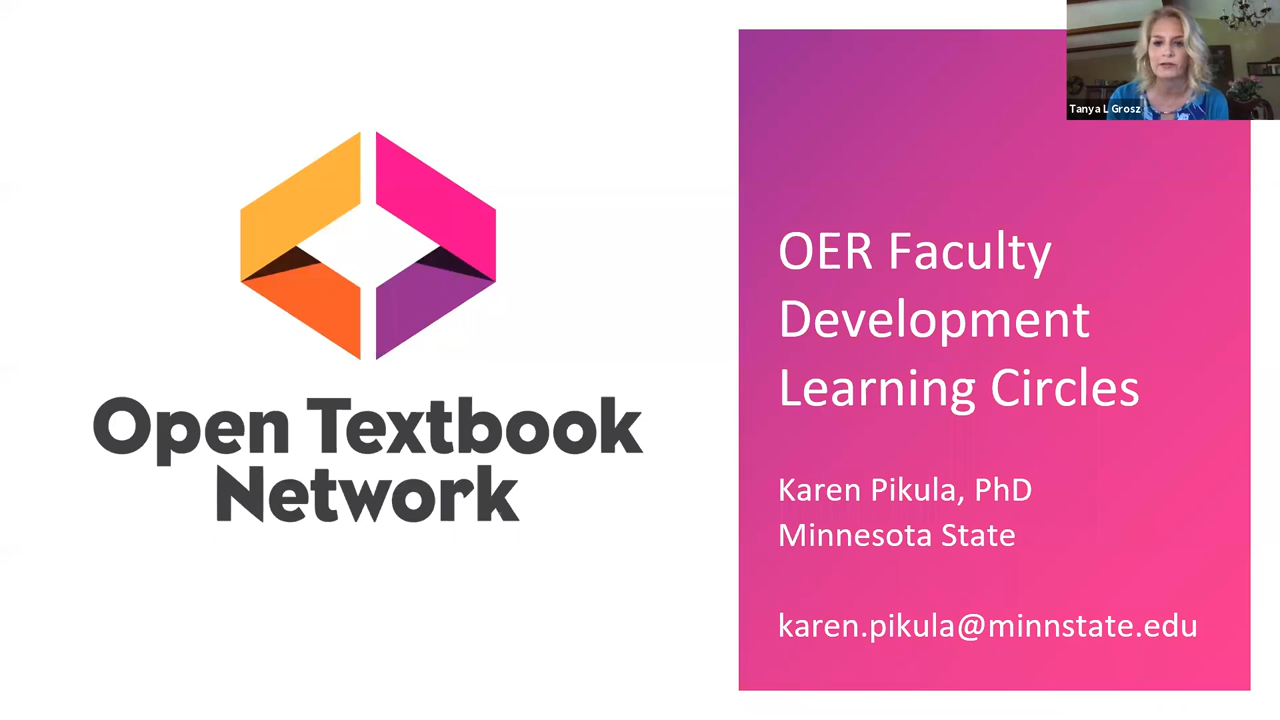 Open Textbook
Network
OER Faculty
Development
Learning Circles
Karen Pikula, PhD
Minnesota State
karen.pikula@minnstate.edu
Tanya L Grosz